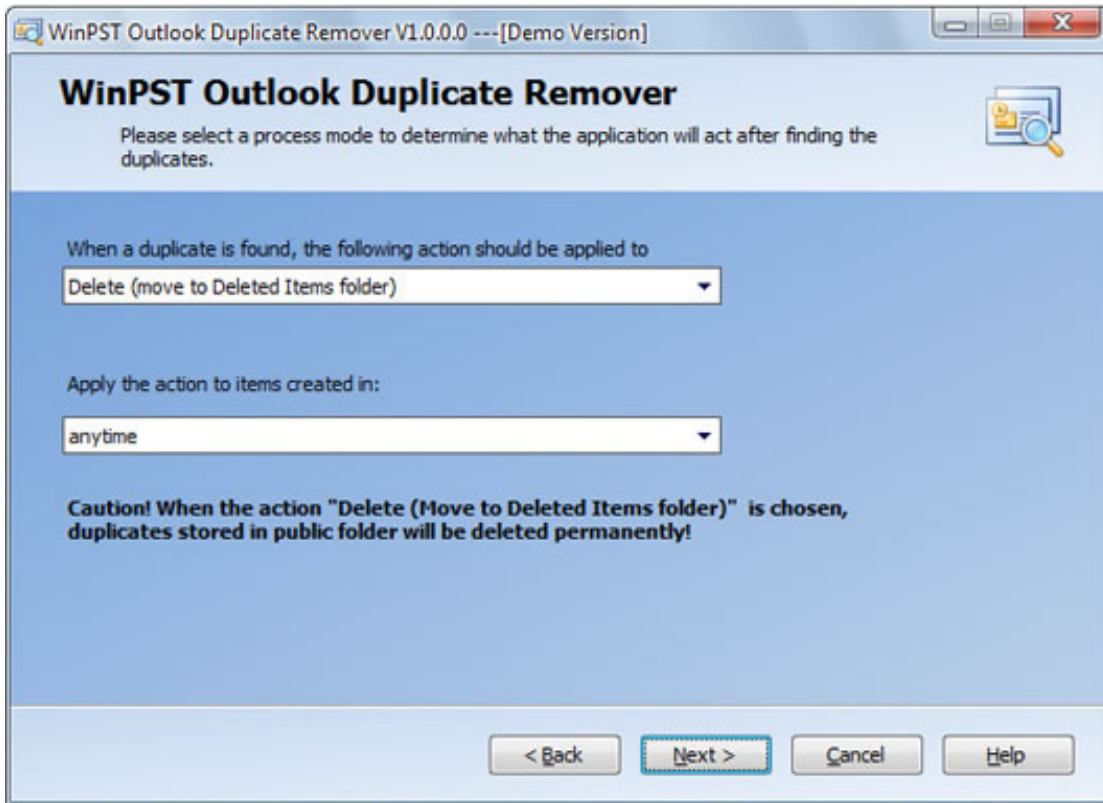 WinPST Outlook Duplicate Remover V1.0.0.0 ---[Demo Version]
WinPST Outlook Duplicate Remover
Please select a process mode to determine what the application will act after finding the
duplicates.
When a duplicate is found, the following action should be applied to
Delete (move to Deleted Items folder)
Apply the action to items created in:
anytime
Caution! When the action "Delete (Move to Deleted Items folder)"  is chosen,
duplicates stored in public folder will be deleted permanently!
< Back Next > Cancel Help